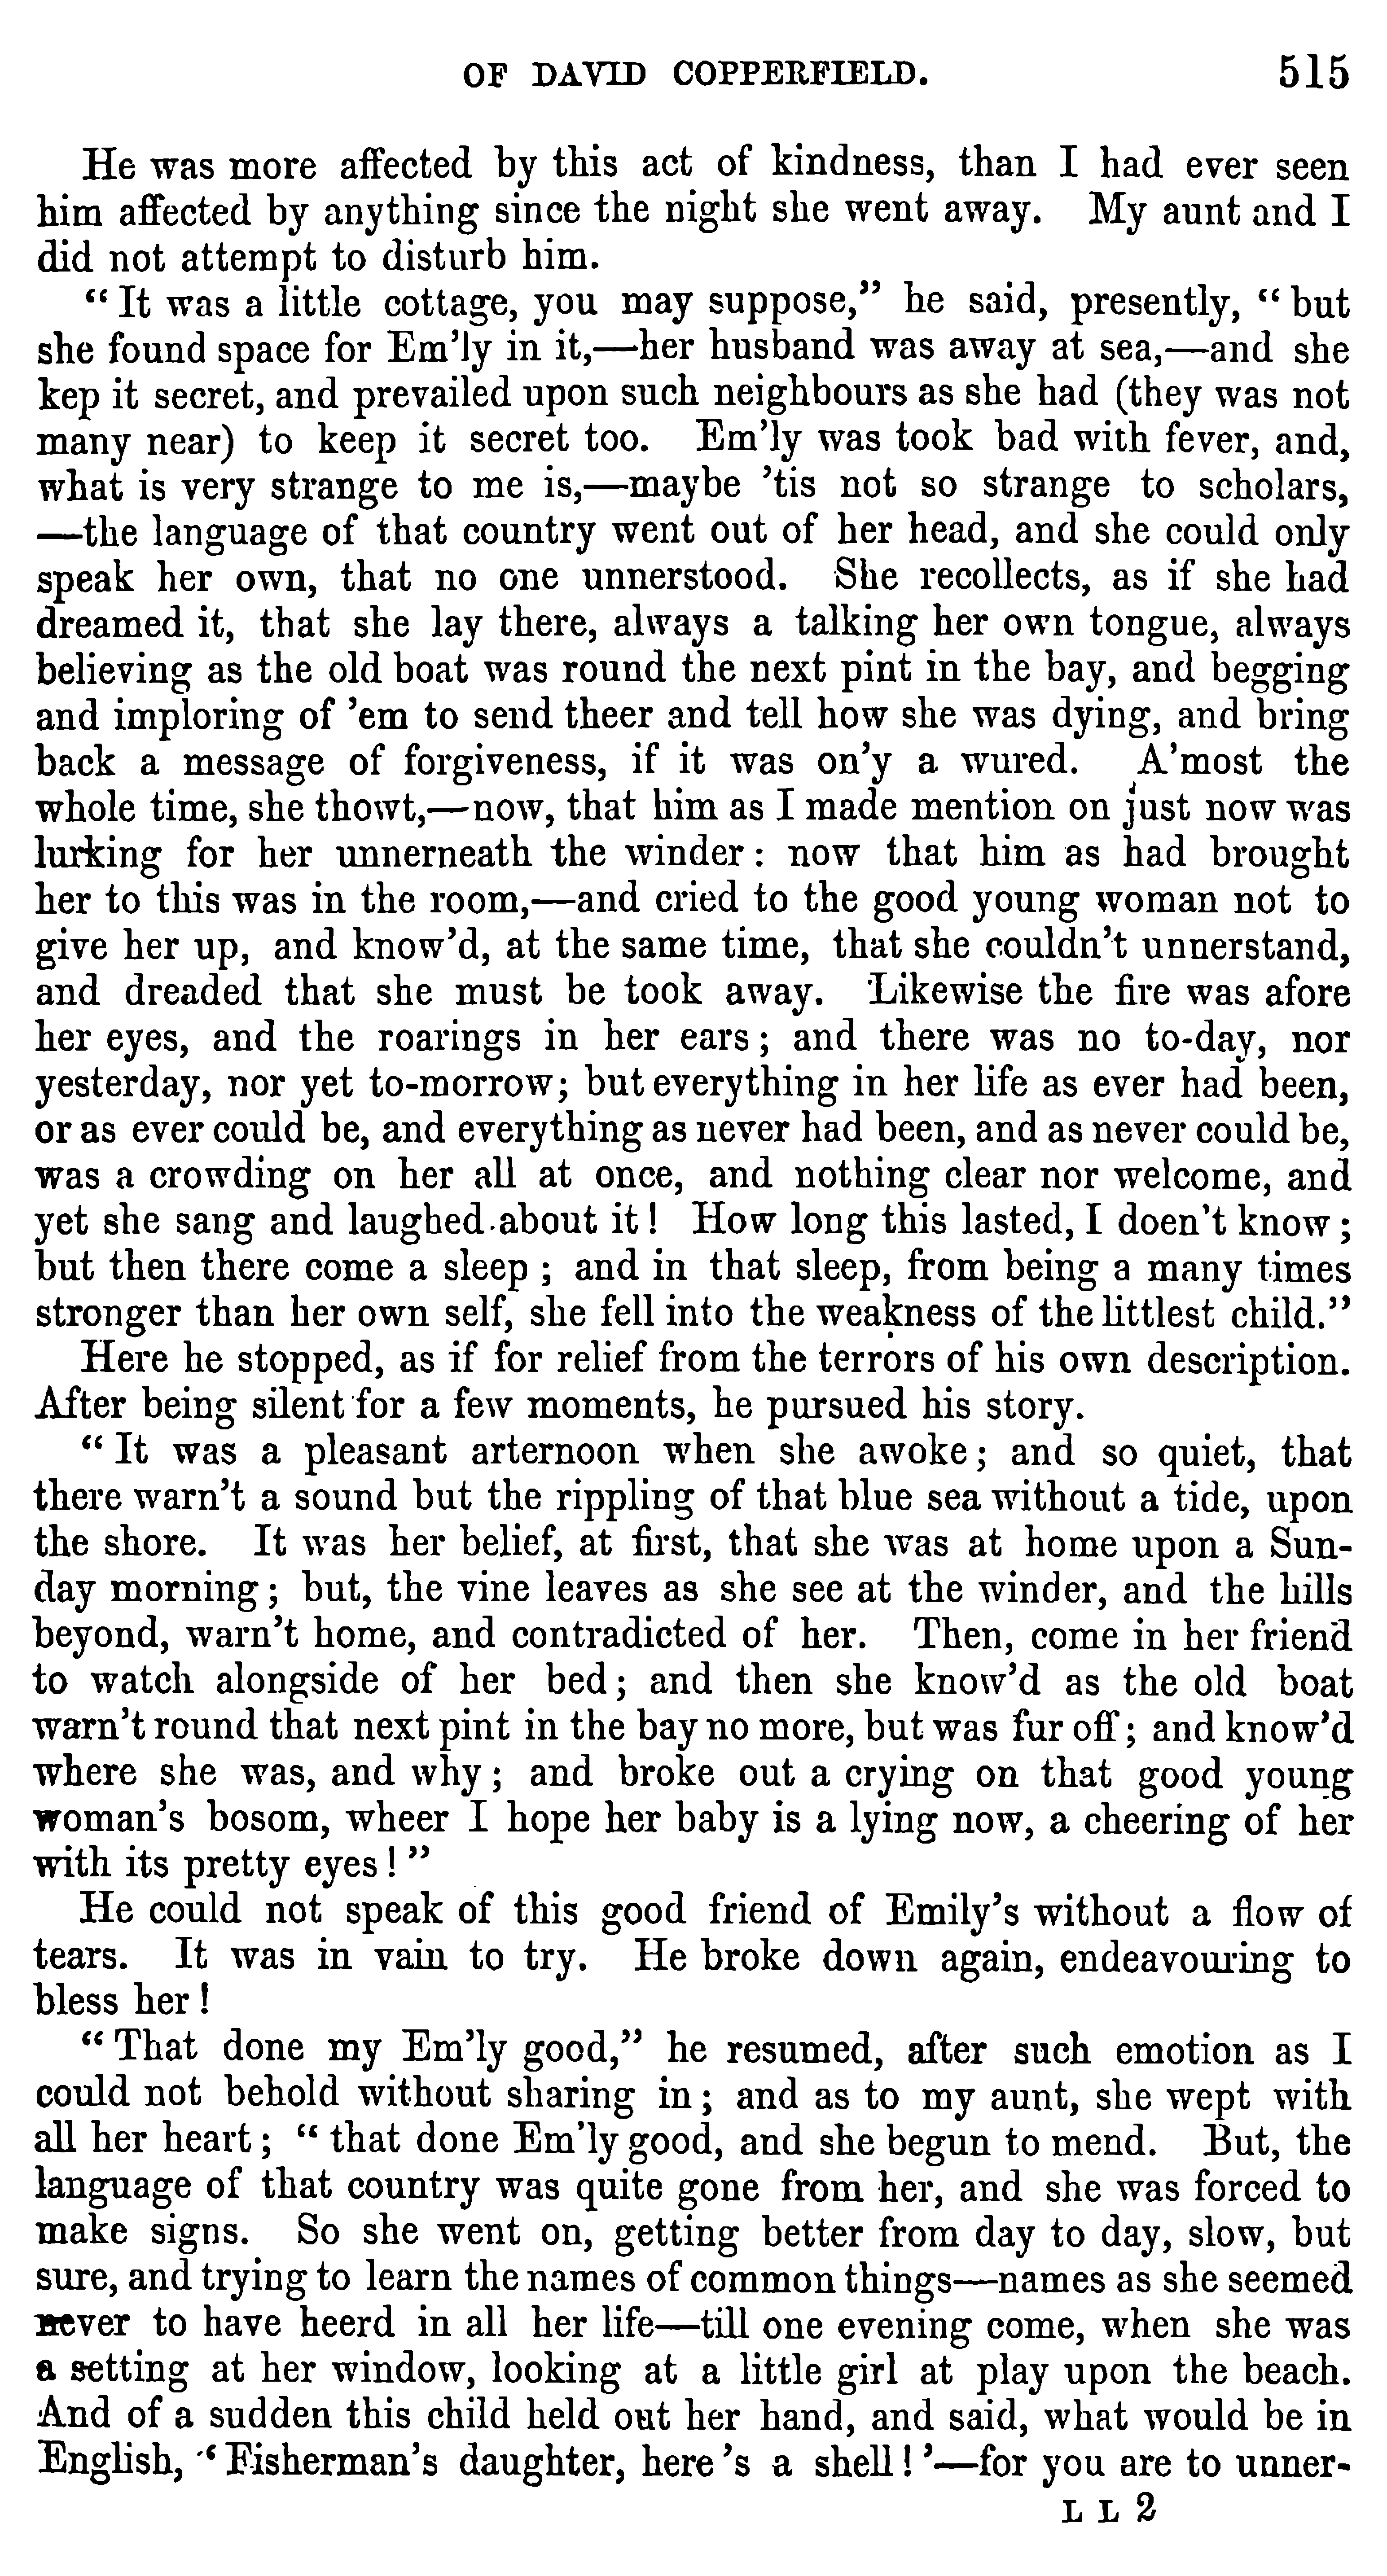 OF DAVID COPPERFIELD. 515
He was more affected by this act of kindness, than I had ever seen
him affected by anything since the night she went away. My aunt and I
did not attempt to disturb him.
“It was a little cottage, you may suppose,” he said, presently, “but
she found space for Em’ly in it,—her husband was away at sea,—and she
kep it secret, and prevailed upon such neighbours as she had (they was not
many near) to keep it secret too. Em’ly was took bad with fever, and,
what is very strange to me is,—maybe ’tis not so strange to scholars,
—the language of that country went out of her head, and she could only
speak her own, that no one unnerstood. She recollects, as if she had
dreamed it, that she lay there, always a talking her own tongue, always
believing as the old boat was round the next pint in the bay, and begging
and imploring of ’em to send theer and tell how she was dying, and bring
back a message of forgiveness, if it was on’y a wured. A’most the
whole time, she thowt,—now, that him as I made mention on just now was
lurking for her unnerneath the winder: now that him as had brought
her to this was in the room,—and cried to the good young woman not to
give her up, and know’d, at the same time, that she couldn’t unnerstand,
and dreaded that she must be took away. Likewise the fire was afore
her eyes, and the roarings in her ears; and there was no to-day, nor
yesterday, nor yet to-morrow; but everything in her life as ever had been,
or as ever could be, and everything as never had been, and as never could be,
was a crowding on her all at once, and nothing clear nor welcome, and
yet she sang and laughed about it! How long this lasted, I doen’t know;
but then there come a sleep; and in that sleep, from being a many times
stronger than her own self, she fell into the weakness of the littlest child.”
Here he stopped, as if for relief from the terrors of his own description.
After being silent for a few moments, he pursued his story.
“It was a pleasant arternoon when she awoke; and so quiet, that
there warn’t a sound but the rippling of that blue sea without a tide, upon
the shore. It was her belief, at first, that she was at home upon a Sun-
day morning; but, the vine leaves as she see at the winder, and the hills
beyond, warn’t home, and contradicted of her. Then, come in her friend
to watch alongside of her bed; and then she know’d as the old boat
warn’t round that next pint in the bay no more, but was fur off; and know’d
where she was, and why; and broke out a crying on that good young
woman’s bosom, wheer I hope her baby is a lying now, a cheering of her
with its pretty eyes!”
He could not speak of this good friend of Emily’s without a flow of
tears. It was in vain to try. He broke down again, endeavouring to
bless her!
“That done my Em’ly good,” he resumed, after such emotion as I
could not behold without sharing in; and as to my aunt, she wept with
all her heart; “that done Em’ly good, and she begun to mend. But, the
language of that country was quite gone from her, and she was forced to
make signs. So she went on, getting better from day to day, slow, but
sure, and trying to learn the names of common things—names as she seemed
never to have heerd in all her life—till one evening come, when she was
a setting at her window, looking at a little girl at play upon the beach.
And of a sudden this child held out her hand, and said, what would be in
English, ‘Fisherman’s daughter, here’s a shell!’—for you are to unner-
L L 2